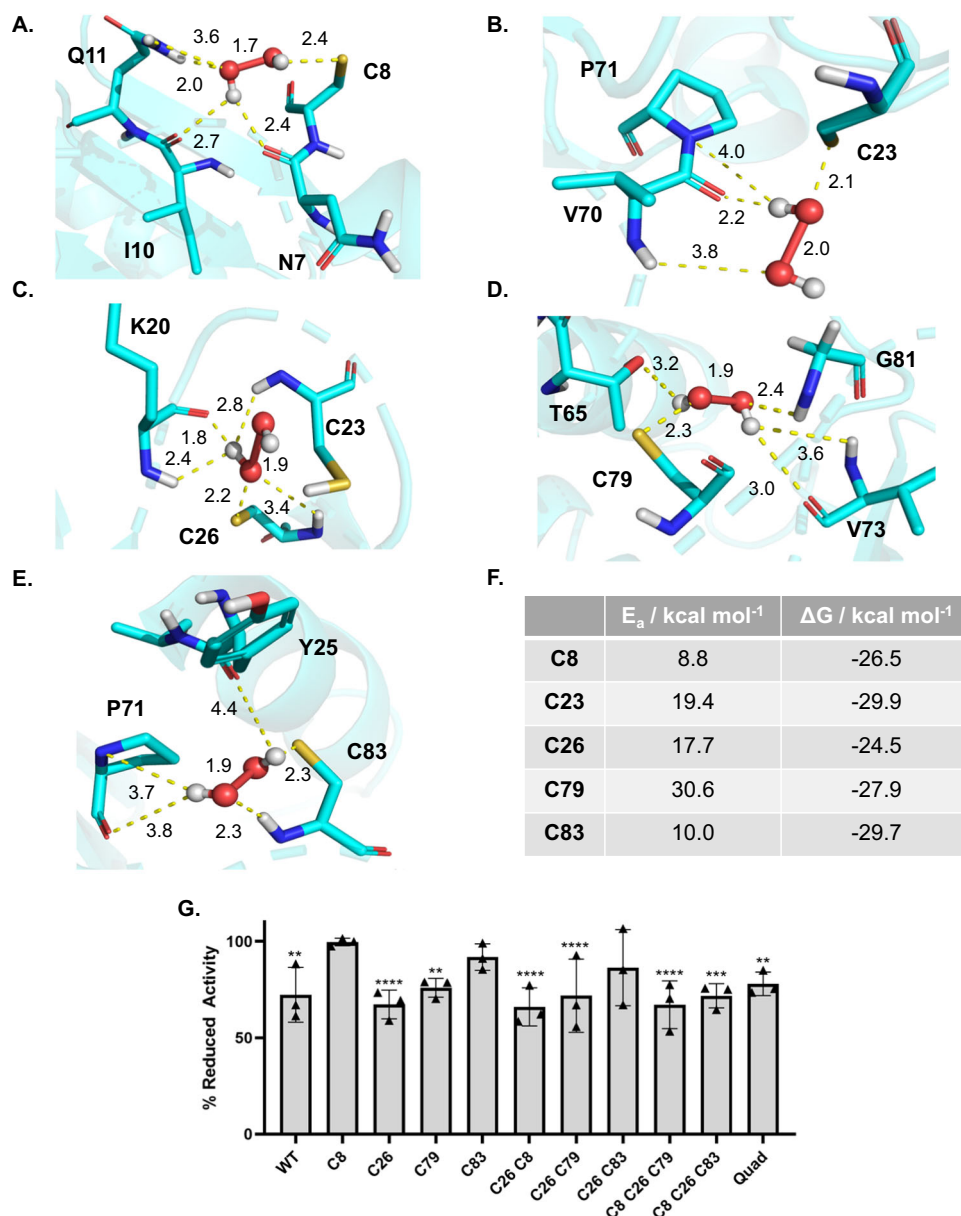 A.
Q11
3.6
1.7
2.4
C8
2.0
2.4
2.7
I10
N7
B.
P71
C23
4.0
2.1
V70
2.2
2.0
3.8
C.
K20
2.8
C23
1.8
2.4
1.9
2.2
3.4
C26
D.
G81
3.2
1.9
2.4
T65
2.3
3.6
C79
3.0
V73
E.
Y25
4.4
P71
C83
1.9
2.3
3.7
3.8
2.3
F.
Ea / kcal mol-1 ΔG / kcal mol-1
C8 8.8 -26.5
C23 19.4 -29.9
C26 17.7 -24.5
C79 30.6 -27.9
C83 10.0 -29.7
G.
% Reduced Activity
100
50
0
** **** ** **** **** **** *** **
WT C8 C26 C79 C83 C26 C8 C26 C79 C26 C83 C8 C26 C79 C8 C26 C83 Quad